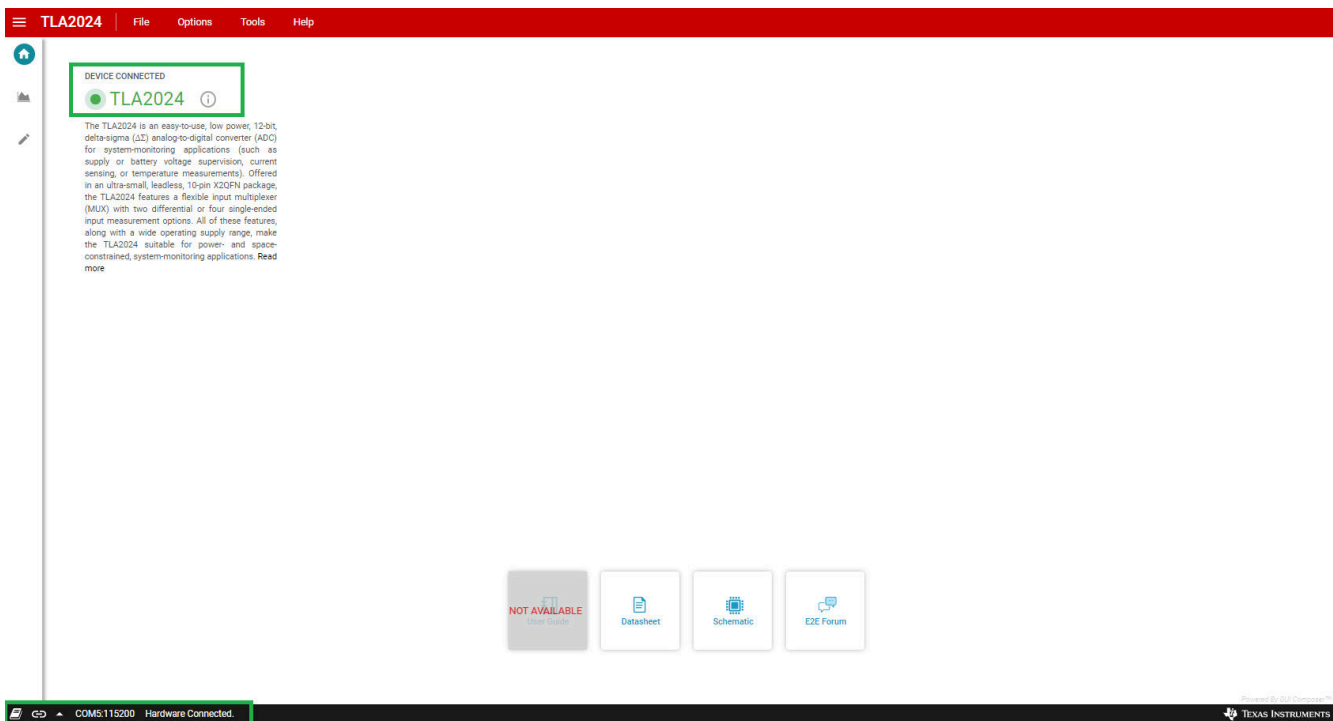 TLA2024 File Options Tools Help
DEVICE CONNECTED
TLA2024
The TLA2024 is an easy-to-use, low power, 12-bit,
delta-sigma (ΔΣ) analog-to-digital converter (ADC)
for system-monitoring applications (such as
supply or battery voltage supervision, current
sensing, or temperature measurements). Offered
in an ultra-small, leadless, 10-pin X2QFN package,
the TLA2024 features a flexible input multiplexer
(MUX) with two differential or four single-ended
input measurement options. All of these features,
along with a wide operating supply range, make
the TLA2024 suitable for power- and space-
constrained, system-monitoring applications. Read
more
NOT AVAILABLE
User Guide
Datasheet
Schematic
E2E Forum
Powered By GUI Composer™
COM5:115200 Hardware Connected.
TEXAS INSTRUMENTS